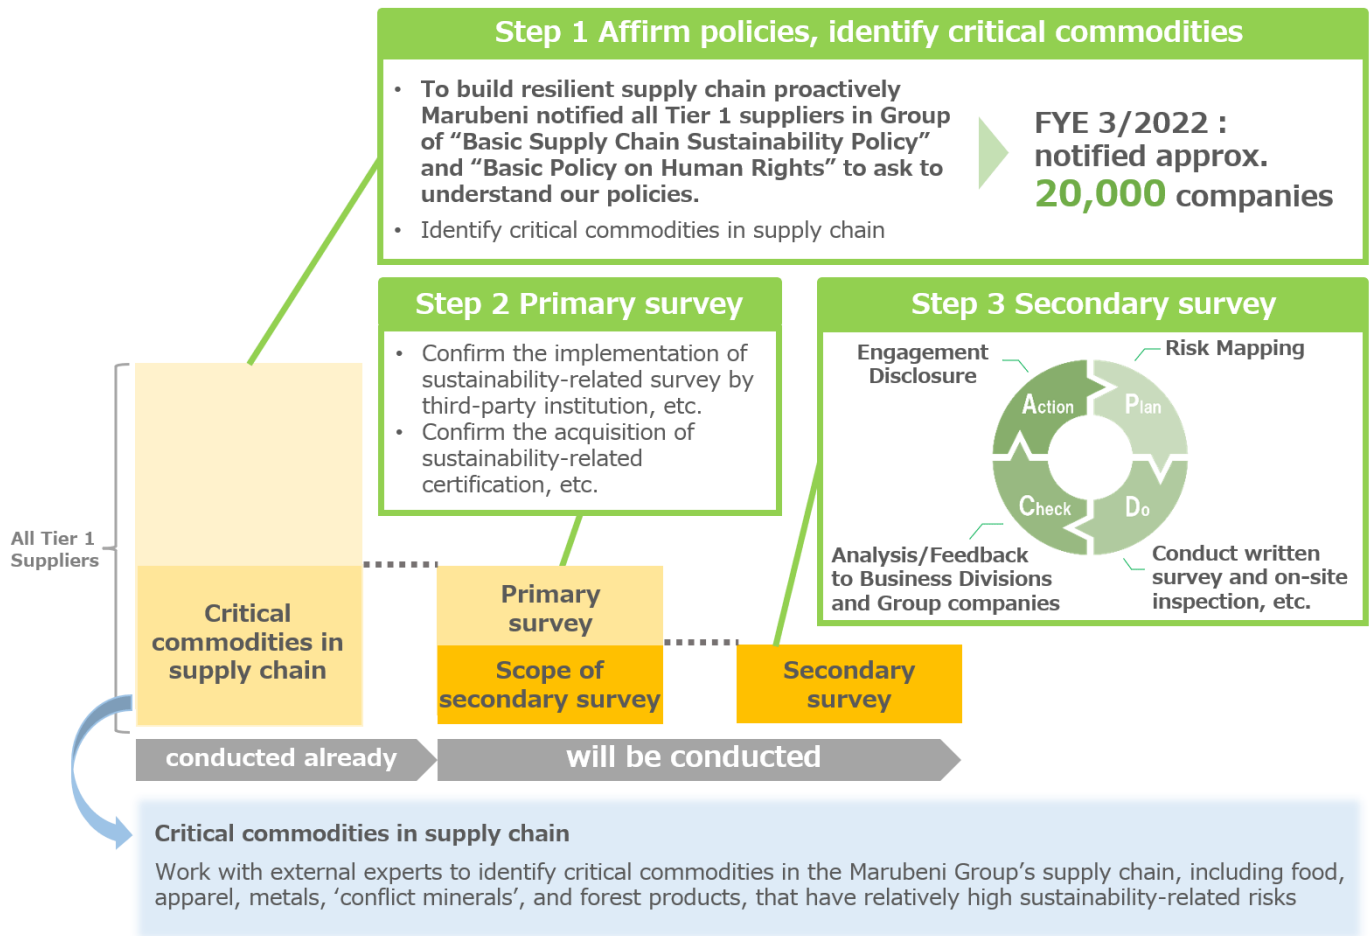 Step 1 Affirm policies, identify critical commodities
• To build resilient supply chain proactively
Marubeni notified all Tier 1 suppliers in Group
of “Basic Supply Chain Sustainability Policy”
and “Basic Policy on Human Rights” to ask to
understand our policies.
• Identify critical commodities in supply chain
FYE 3/2022 :
notified approx.
20,000 companies
Step 2 Primary survey
• Confirm the implementation of
sustainability-related survey by
third-party institution, etc.
• Confirm the acquisition of
sustainability-related
certification, etc.
Step 3 Secondary survey
Engagement
Disclosure
Risk Mapping
Action
Plan
Check
Do
Analysis/Feedback
to Business Divisions
and Group companies
Conduct written
survey and on-site
inspection, etc.
All Tier 1
Suppliers
Critical
commodities in
supply chain
Primary
survey
Scope of
secondary survey
Secondary
survey
conducted already
will be conducted
Critical commodities in supply chain
Work with external experts to identify critical commodities in the Marubeni Group’s supply chain, including food,
apparel, metals, ‘conflict minerals’, and forest products, that have relatively high sustainability-related risks